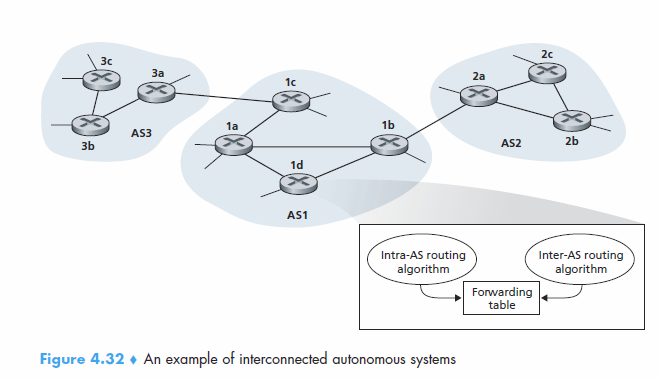 3c
3a
3b
AS3
1c
1a
1b
1d
AS1
2c
2a
2b
AS2
Intra-AS routing
algorithm
Inter-AS routing
algorithm
Forwarding
table
Figure 4.32 ♦ An example of interconnected autonomous systems